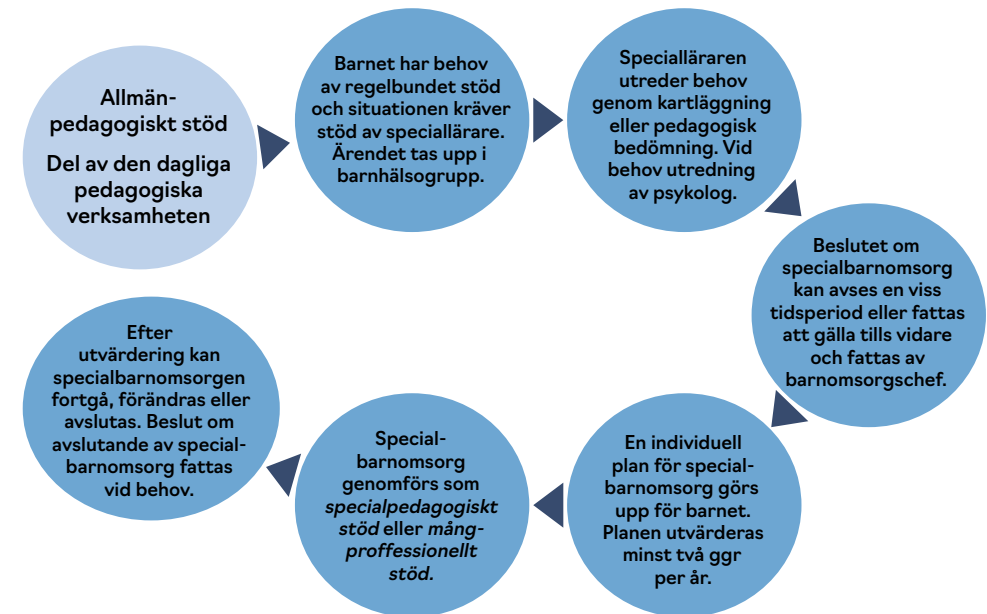 Allmän-
pedagogiskt stöd
Del av den dagliga
pedagogiska
verksamheten
Barnet har behov
av regelbundet stöd
och situationen kräver
stöd av speciallärare.
Ärendet tas upp i
barnhälsogrupp.
Specialläraren
utreder behov
genom kartläggning
eller pedagogisk
bedömning. Vid
behov utredning
av psykolog.
Beslutet om
specialbarnomsorg
kan avses en viss
tidsperiod eller fattas
att gälla tills vidare
och fattas av
barnomsorgschef.
En individuell
plan för special-
barnomsorg görs
upp för barnet.
Planen utvärderas
minst två ggr
per år.
Special-
barnomsorg
genomförs som
specialpedagogiskt
stöd eller mång-
proffessionellt
stöd.
Efter
utvärdering kan
specialbarnomsorgen
fortgå, förändras eller
avslutas. Beslut om
avslutande av special-
barnomsorg fattas
vid behov.